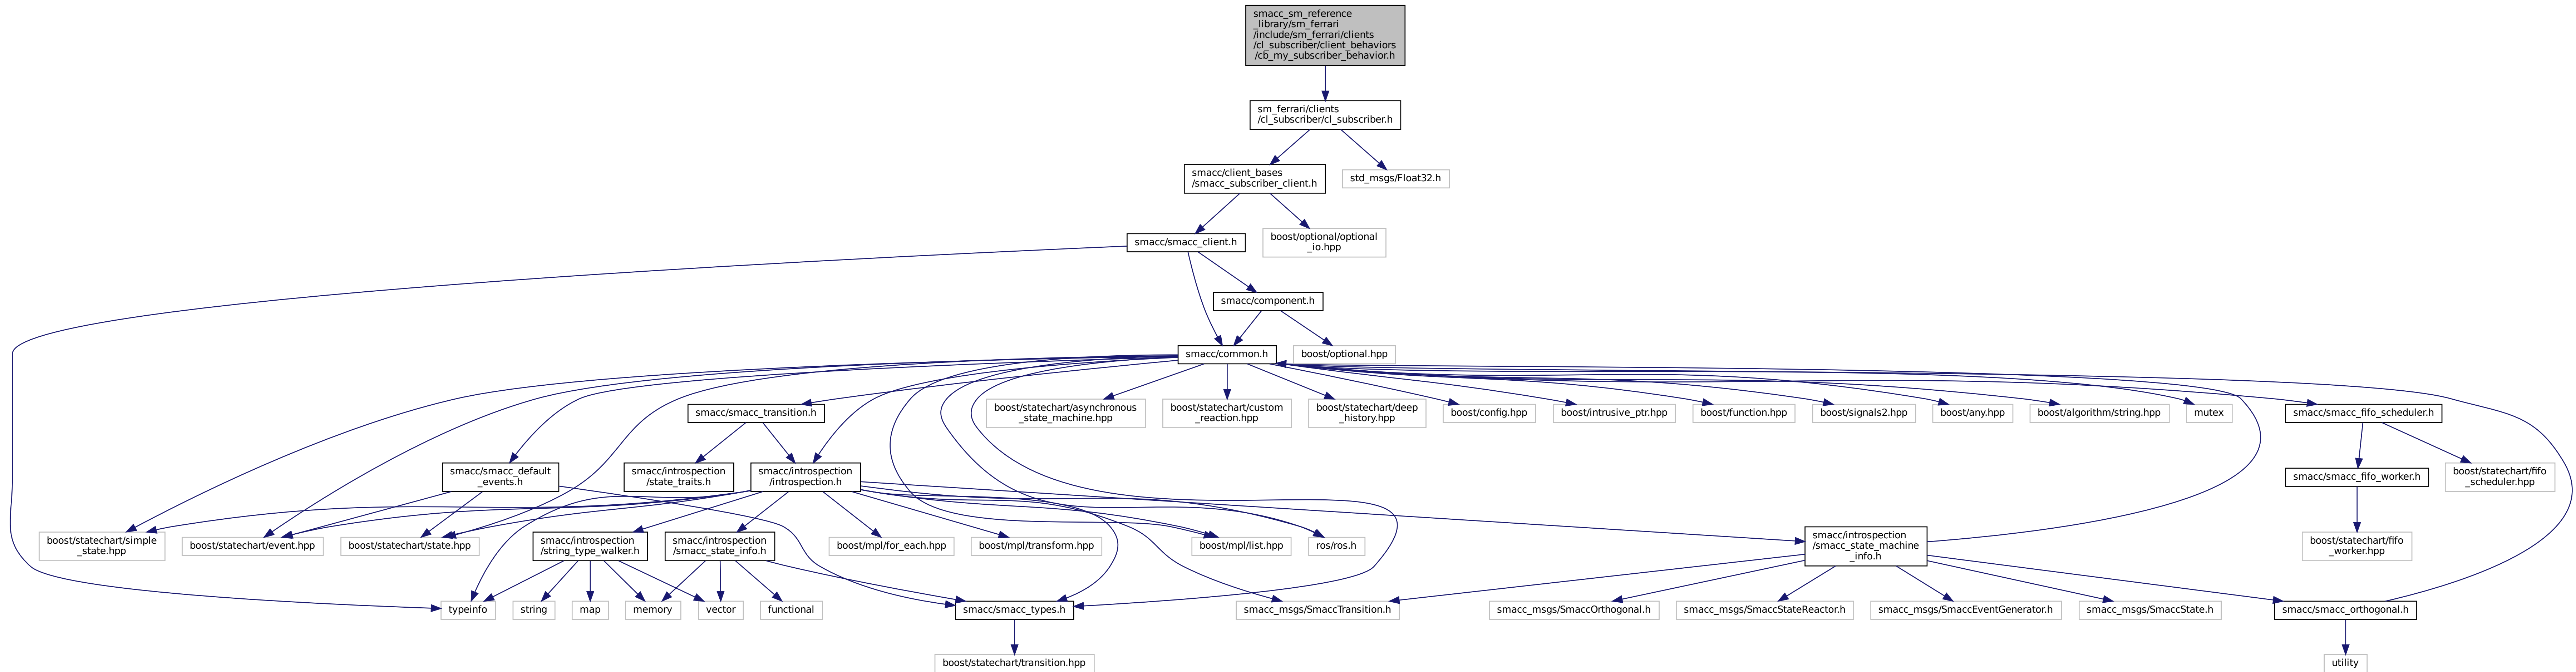 smacc_sm_reference
_library/sm_ferrari
/include/sm_ferrari/clients
/cl_subscriber/client_behaviors
/cb_my_subscriber_behavior.h
sm_ferrari/clients
/cl_subscriber/cl_subscriber.h
smacc/client_bases
/smacc_subscriber_client.h
std_msgs/Float32.h
smacc/smacc_client.h
boost/optional/optional
_io.hpp
smacc/component.h
smacc/common.h
boost/optional.hpp
smacc/smacc_transition.h
boost/statechart/asynchronous
_state_machine.hpp
boost/statechart/custom
_reaction.hpp
boost/statechart/deep
_history.hpp
boost/config.hpp
boost/intrusive_ptr.hpp
boost/function.hpp
boost/signals2.hpp
boost/any.hpp
boost/algorithm/string.hpp
mutex
smacc/smacc_fifo_scheduler.h
smacc/smacc_default
_events.h
smacc/introspection
/state_traits.h
smacc/introspection
/introspection.h
smacc/smacc_fifo_worker.h
boost/statechart/fifo
_scheduler.hpp
boost/statechart/simple
_state.hpp
boost/statechart/event.hpp
boost/statechart/state.hpp
smacc/introspection
/string_type_walker.h
smacc/introspection
/smacc_state_info.h
boost/mpl/for_each.hpp
boost/mpl/transform.hpp
boost/mpl/list.hpp
ros/ros.h
smacc/introspection
/smacc_state_machine
_info.h
boost/statechart/fifo
_worker.hpp
typeinfo
string
map
memory
vector
functional
smacc/smacc_types.h
smacc_msgs/SmaccTransition.h
smacc_msgs/SmaccOrthogonal.h
smacc_msgs/SmaccStateReactor.h
smacc_msgs/SmaccEventGenerator.h
smacc_msgs/SmaccState.h
smacc/smacc_orthogonal.h
boost/statechart/transition.hpp
utility